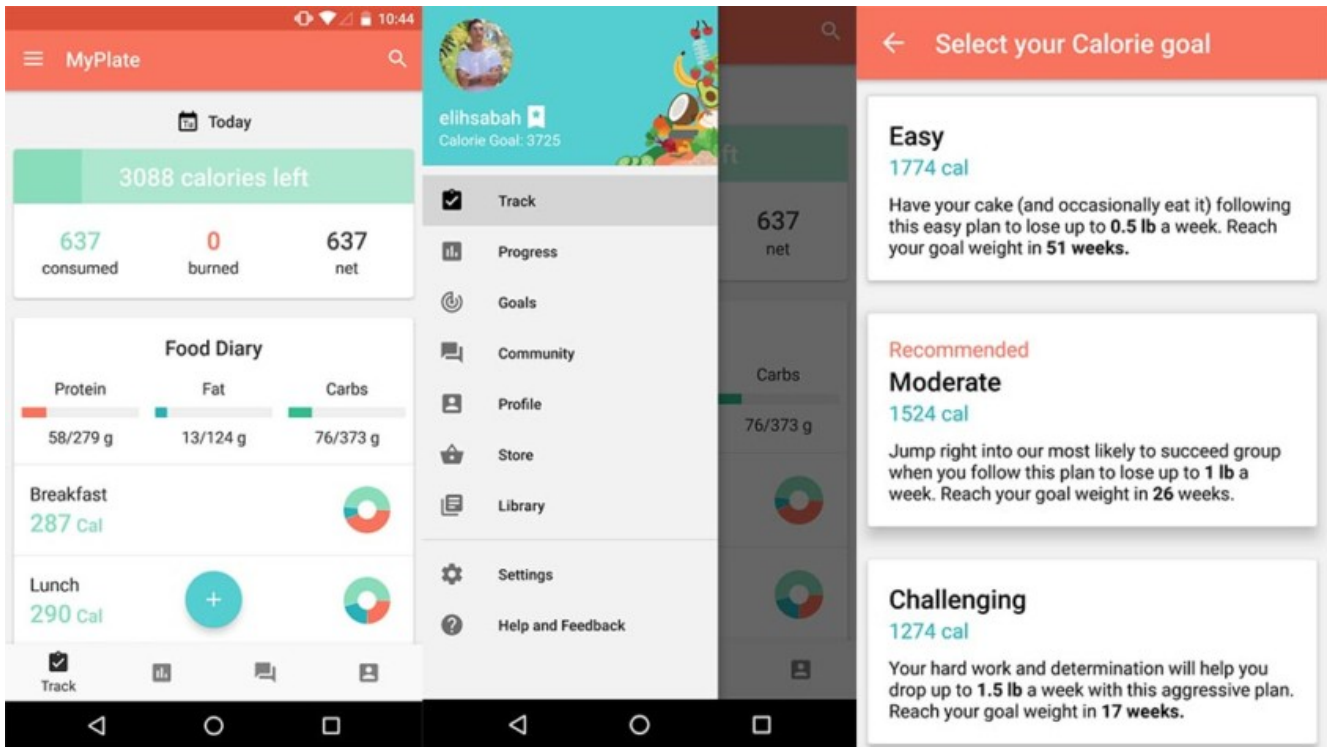 10:44
MyPlate
Today
3088 calories left
637
0
637
consumed
burned
net
Food Diary
Protein
Fat
Carbs
58/279 g
13/124 g
76/373 g
Breakfast
287 Cal
Lunch
290 Cal
Track
elihsabah
Calorie Goal: 3725
Track
Progress
Goals
Community
Profile
Store
Library
Settings
Help and Feedback
ft
637
net
Carbs
76/373 g
Select your Calorie goal
Easy
1774 cal
Have your cake (and occasionally eat it) following
this easy plan to lose up to 0.5 lb a week. Reach
your goal weight in 51 weeks.
Recommended
Moderate
1524 cal
Jump right into our most likely to succeed group
when you follow this plan to lose up to 1 lb a
week. Reach your goal weight in 26 weeks.
Challenging
1274 cal
Your hard work and determination will help you
drop up to 1.5 lb a week with this aggressive plan.
Reach your goal weight in 17 weeks.